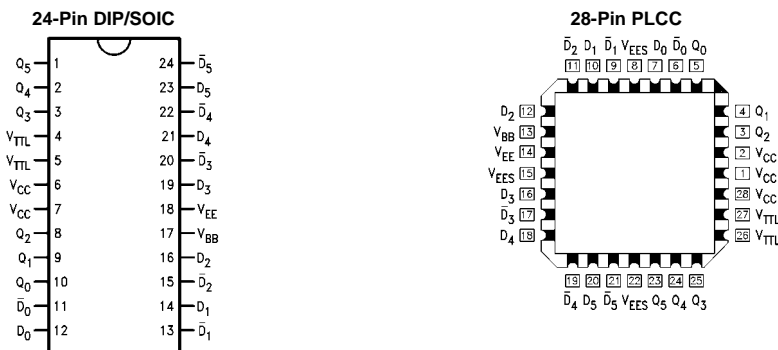 24-Pin DIP/SOIC
Q5 1 24 D̅5
Q4 2 23 D5
Q3 3 22 D̅4
VTTL 4 21 D4
VTTL 5 20 D̅3
VCC 6 19 D3
VCC 7 18 VEE
Q2 8 17 VBB
Q1 9 16 D2
Q0 10 15 D̅2
D̅0 11 14 D1
D0 12 13 D̅1
28-Pin PLCC
D̅2 D1 D̅1 VEES D0 D̅0 Q0
11 10 9 8 7 6 5
D2 12 4 Q1
VBB 13 3 Q2
VEE 14 2 VCC
VEES 15 1 VCC
D3 16 28 VCC
D̅3 17 27 VTTL
D4 18 26 VTTL
19 20 21 22 23 24 25
D̅4 D5 D̅5 VEES Q5 Q4 Q3